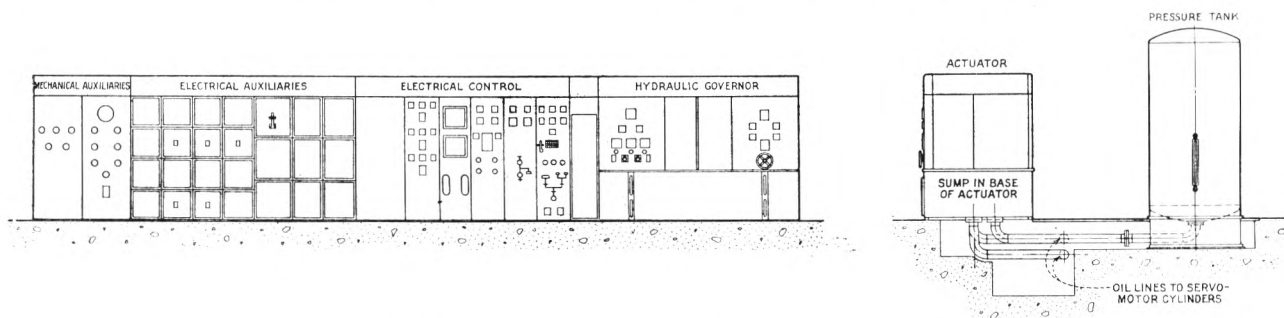 MECHANICAL AUXILIARIES
ELECTRICAL AUXILIARIES
ELECTRICAL CONTROL
HYDRAULIC GOVERNOR
PRESSURE TANK
ACTUATOR
SUMP IN BASE
OF ACTUATOR
OIL LINES TO SERVO-
MOTOR CYLINDERS